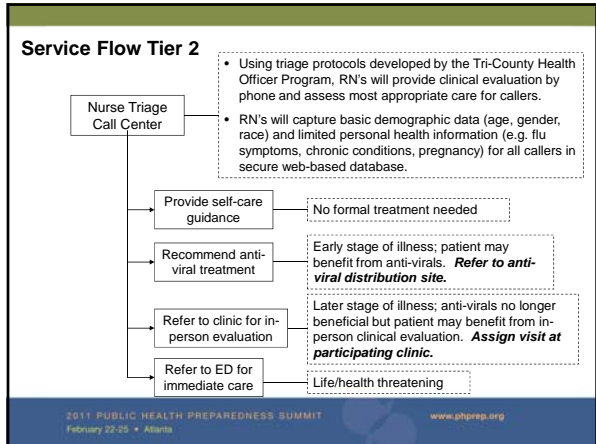 Service Flow Tier 2
Nurse Triage
Call Center
• Using triage protocols developed by the Tri-County Health
Officer Program, RN's will provide clinical evaluation by
phone and assess most appropriate care for callers.
• RN's will capture basic demographic data (age, gender,
race) and limited personal health information (e.g. flu
symptoms, chronic conditions, pregnancy) for all callers in
secure web-based database.
Provide self-care
guidance
No formal treatment needed
Recommend anti-
viral treatment
Early stage of illness; patient may
benefit from anti-virals. Refer to anti-
viral distribution site.
Refer to clinic for in-
person evaluation
Later stage of illness; anti-virals no longer
beneficial but patient may benefit from in-
person clinical evaluation. Assign visit at
participating clinic.
Refer to ED for
immediate care
Life/health threatening
2011 PUBLIC HEALTH PREPAREDNESS SUMMIT
February 22-25 • Atlanta
www.phprep.org